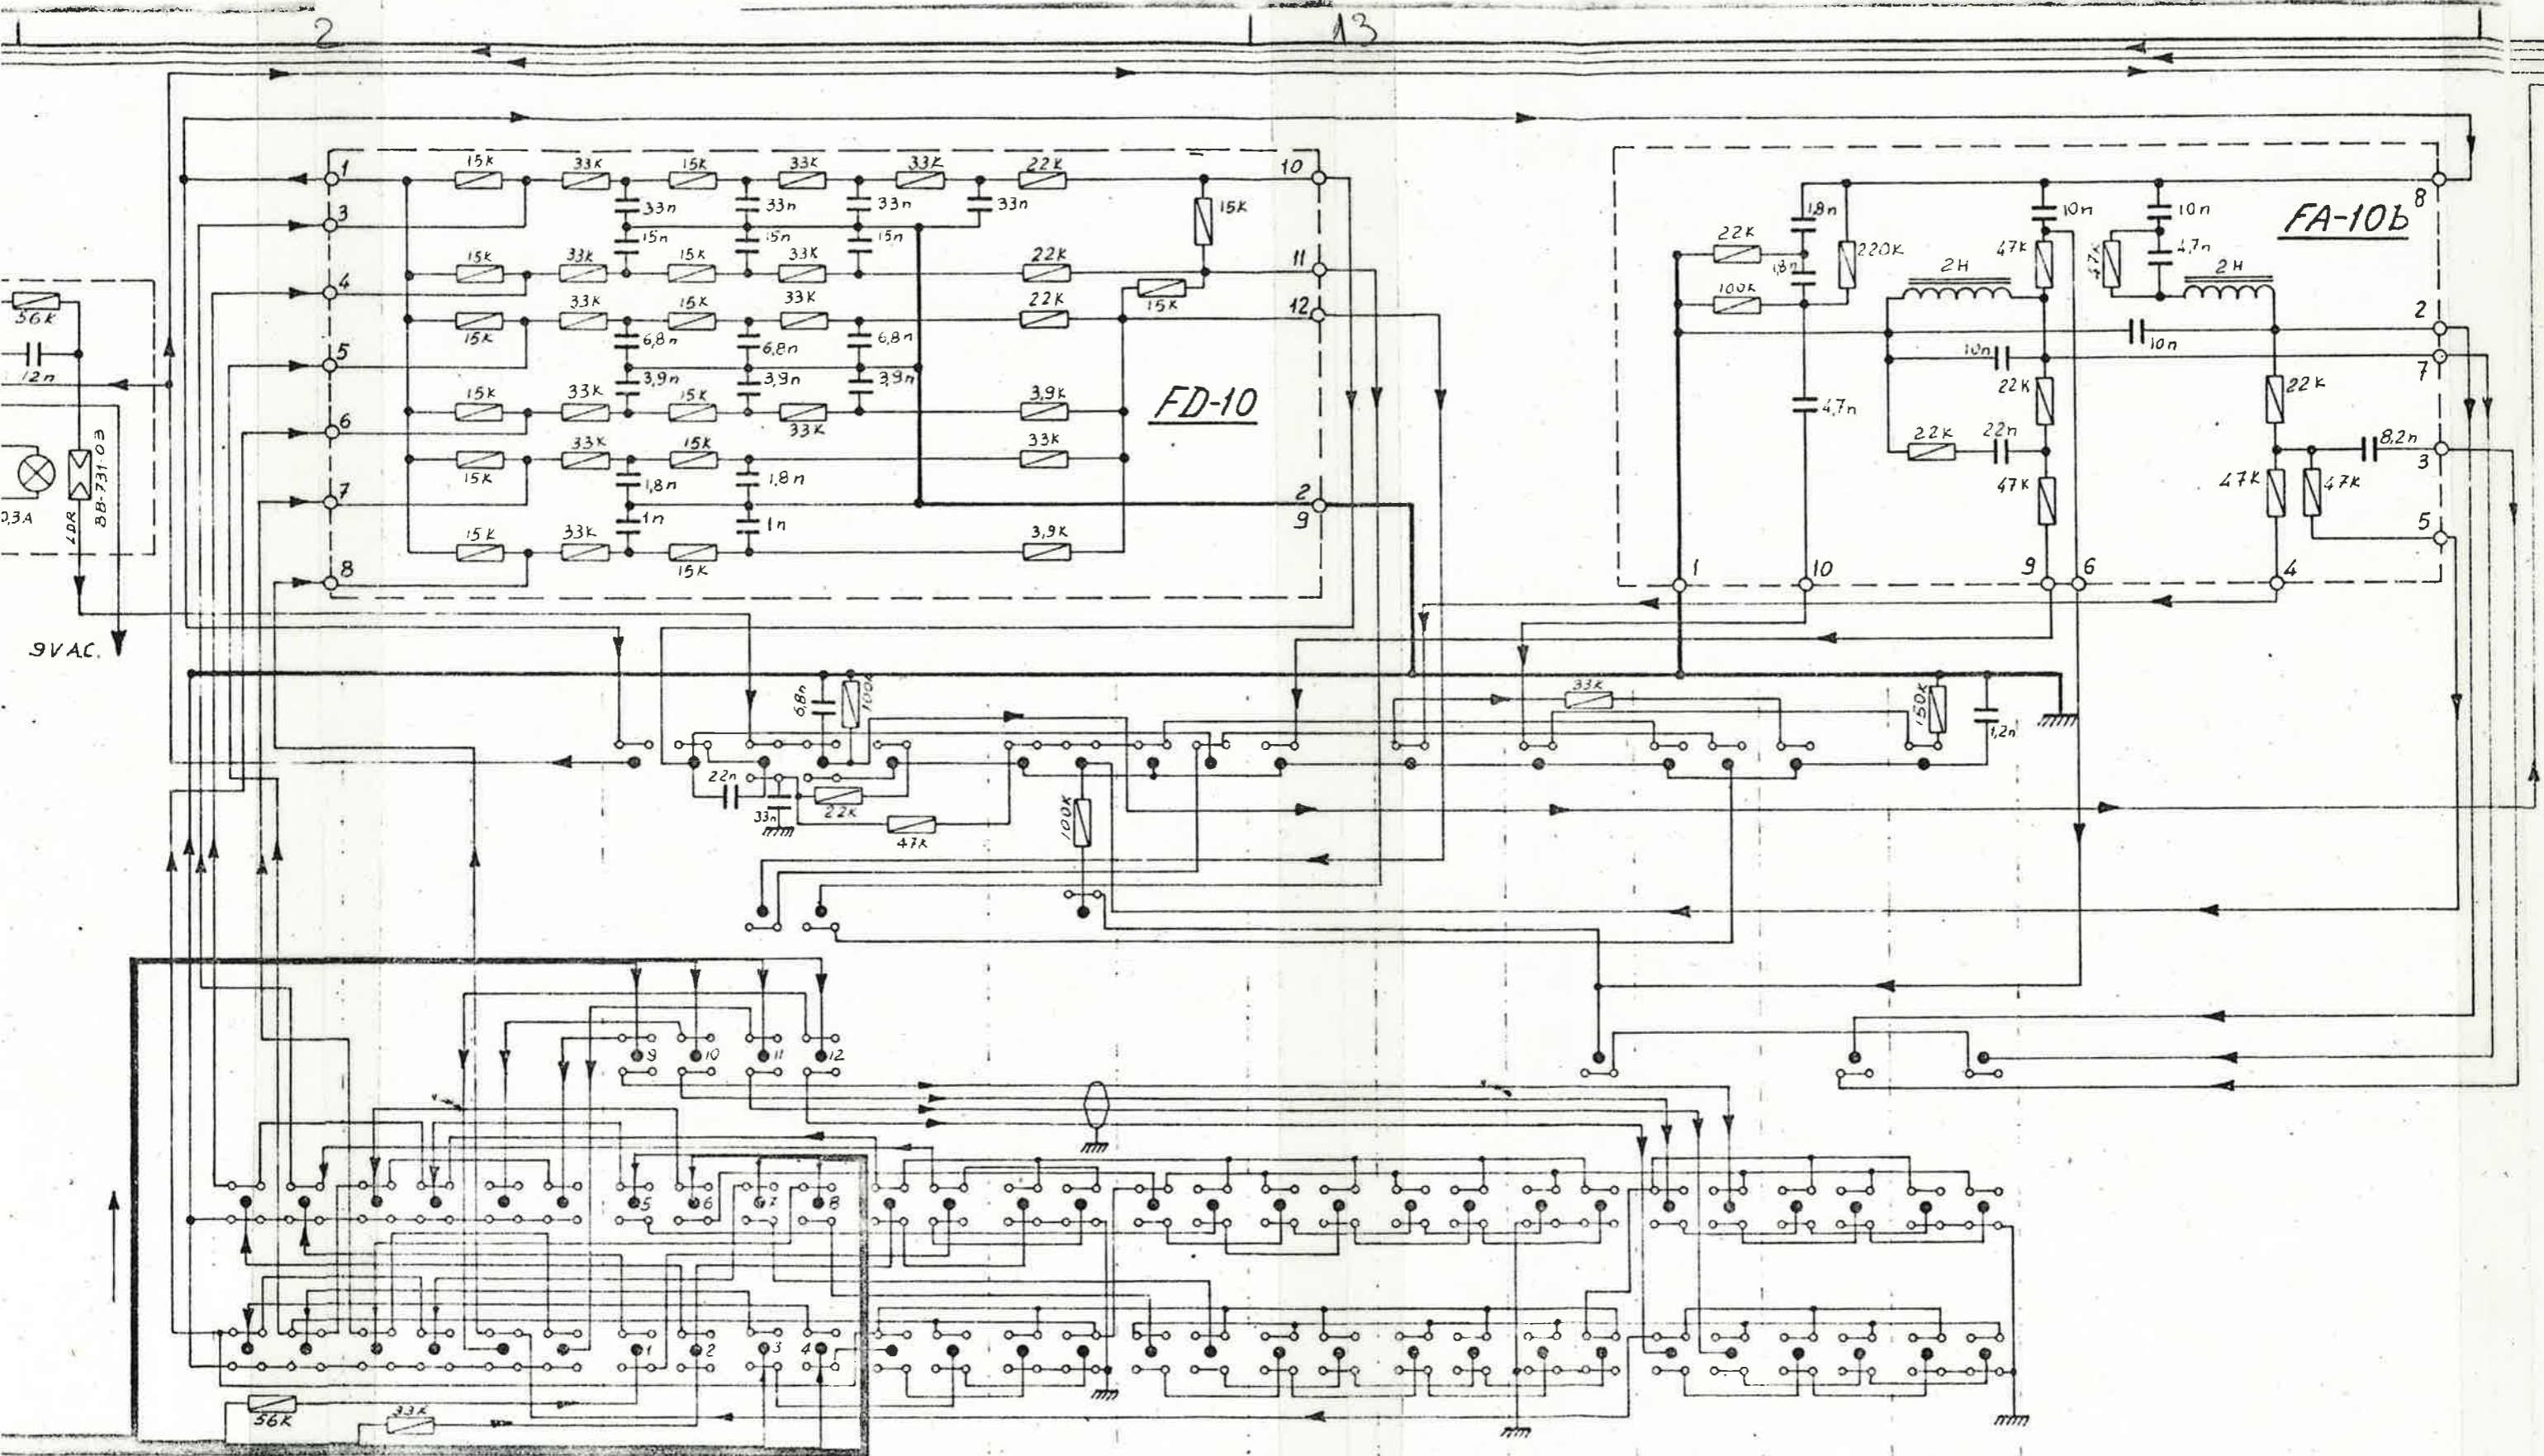 2
13
1
15K
33K
15K
33K
33K
22K
10
33n
33n
33n
33n
15K
3
15n
15n
15n
15K
33K
15K
33K
22K
11
4
15K
33K
15K
33K
22K
15K
12
6,8n
6,8n
6,8n
5
3,9n
3,9n
3,9n
15K
33K
15K
33K
3,9K
FD-10
6
15K
33K
15K
33K
1,8n
1,8n
7
2
9
1n
1n
15K
33K
15K
3,9K
8
56K
12n
0,3A
LDR
BB-731-03
9VAC.
FA-10b
8
1,8n
22K
1,8n
220K
100K
2H
47K
10n
10n
47K
4,7n
2H
2
10n
10n
7
22K
22K
4,7n
22K
22n
8,2n
3
47K
47K
47K
5
1
10
9
6
4
6,8n
100K
33K
150K
1,2n
22n
33n
22K
47K
100K
9
10
11
12
5
6
7
8
1
2
3
4
56K
33K